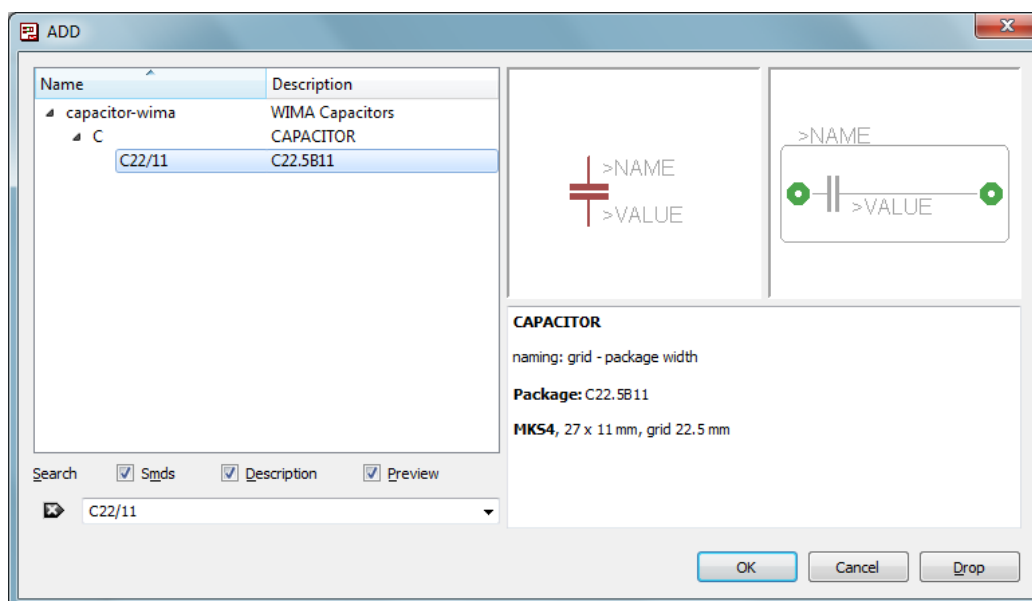 ADD
Name Description
capacitor-wima WIMA Capacitors
C CAPACITOR
C22/11 C22.5B11
>NAME
>VALUE
>NAME
>VALUE
CAPACITOR
naming: grid - package width
Package: C22.5B11
MKS4, 27 x 11 mm, grid 22.5 mm
Search Smds Description Preview
C22/11
OK Cancel Drop